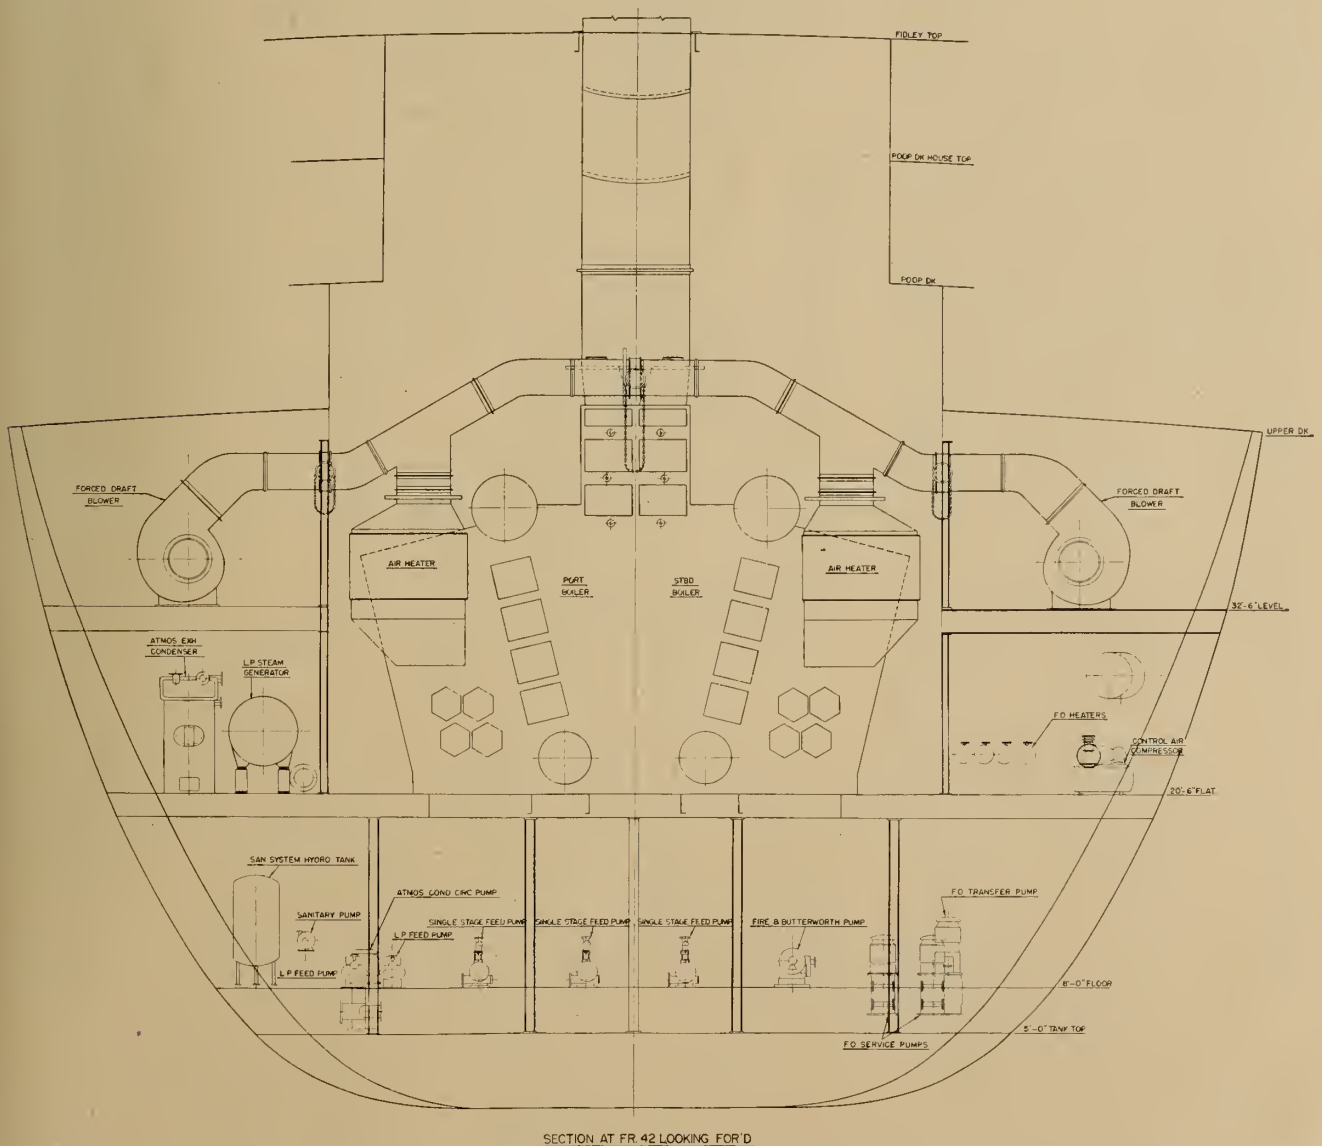 FIDLEY TOP
POOP DK HOUSE TOP
POOP DK
UPPER DK
FORCED DRAFT
BLOWER
FORCED DRAFT
BLOWER
AIR HEATER
PORT
BOILER
STBD
BOILER
AIR HEATER
32'-6" LEVEL
ATMOS EXH
CONDENSER
L.P STEAM
GENERATOR
F O HEATERS
CONTROL AIR
COMPRESSOR
20'-6" FLAT
SAN SYSTEM HYDRO TANK
ATMOS COND CIRC PUMP
FO TRANSFER PUMP
SANITARY PUMP
SINGLE STAGE FEED PUMP
SINGLE STAGE FEED PUMP
SINGLE STAGE FEED PUMP
FIRE & BUTTERWORTH PUMP
L P FEED PUMP
L P FEED PUMP
8'-0" FLOOR
5'-0" TANK TOP
F O SERVICE PUMPS
SECTION AT FR. 42 LOOKING FOR'D